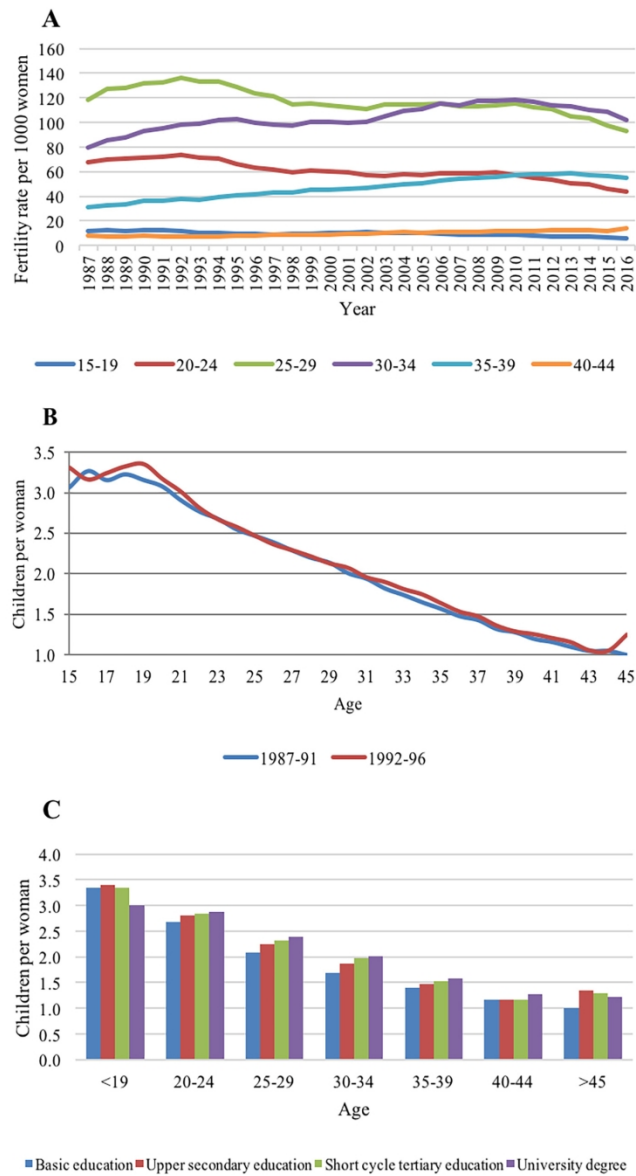 A
Fertility rate per 1000 women
160
140
120
100
80
60
40
20
0
1987 1988 1989 1990 1991 1992 1993 1994 1995 1996 1997 1998 1999 2000 2001 2002 2003 2004 2005 2006 2007 2008 2009 2010 2011 2012 2013 2014 2015 2016
Year
15-19 20-24 25-29 30-34 35-39 40-44
B
Children per woman
3.5
3.0
2.5
2.0
1.5
1.0
15 17 19 21 23 25 27 29 31 33 35 37 39 41 43 45
Age
1987-91 1992-96
C
Children per woman
4.0
3.5
3.0
2.5
2.0
1.5
1.0
0.5
0.0
<19 20-24 25-29 30-34 35-39 40-44 >45
Age
Basic education Upper secondary education Short cycle tertiary education University degree